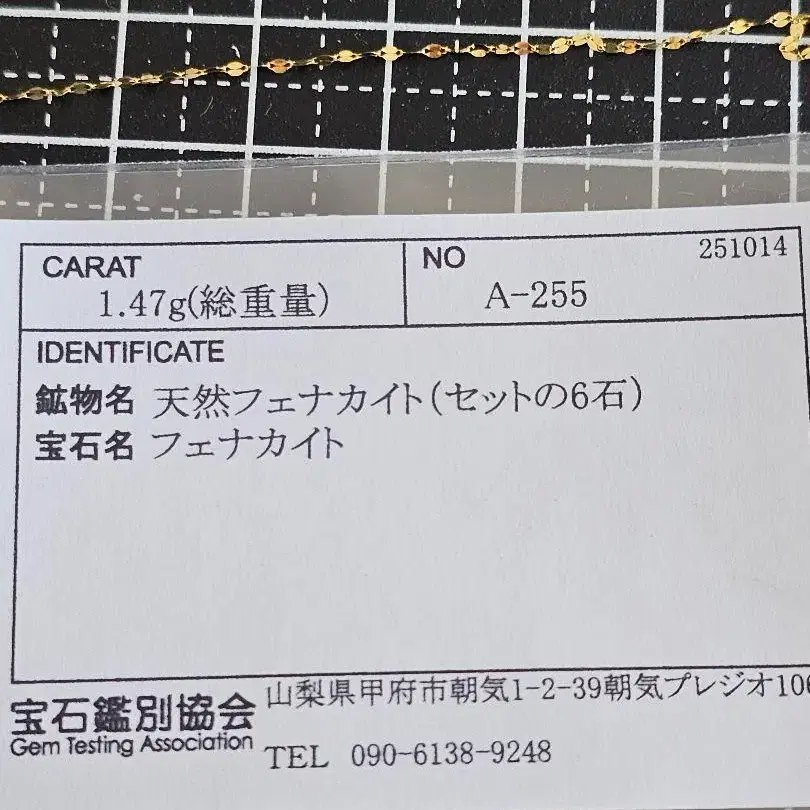 CARAT
1.47g(総重量)
NO
251014
A-255
IDENTIFICATE
鉱物名 天然フェナカイト(セットの6石)
宝石名 フェナカイト
宝石鑑別協会
Gem Testing Association
山梨県甲府市朝気1-2-39朝気プレジオ10
TEL 090-6138-9248